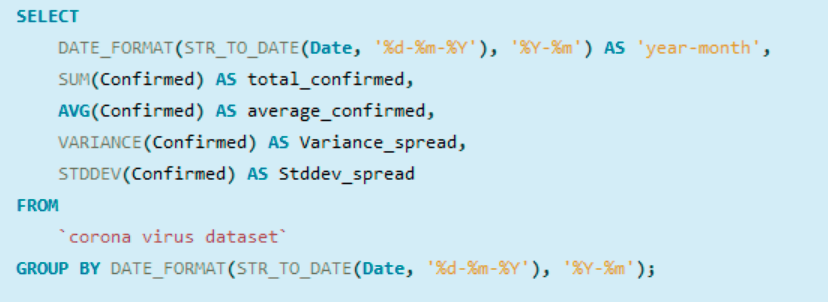 SELECT
DATE_FORMAT(STR_TO_DATE(Date, '%d-%m-%Y'), '%Y-%m') AS 'year-month',
SUM(Confirmed) AS total_confirmed,
AVG(Confirmed) AS average_confirmed,
VARIANCE(Confirmed) AS Variance_spread,
STDDEV(Confirmed) AS Stddev_spread
FROM
`corona virus dataset`
GROUP BY DATE_FORMAT(STR_TO_DATE(Date, '%d-%m-%Y'), '%Y-%m');